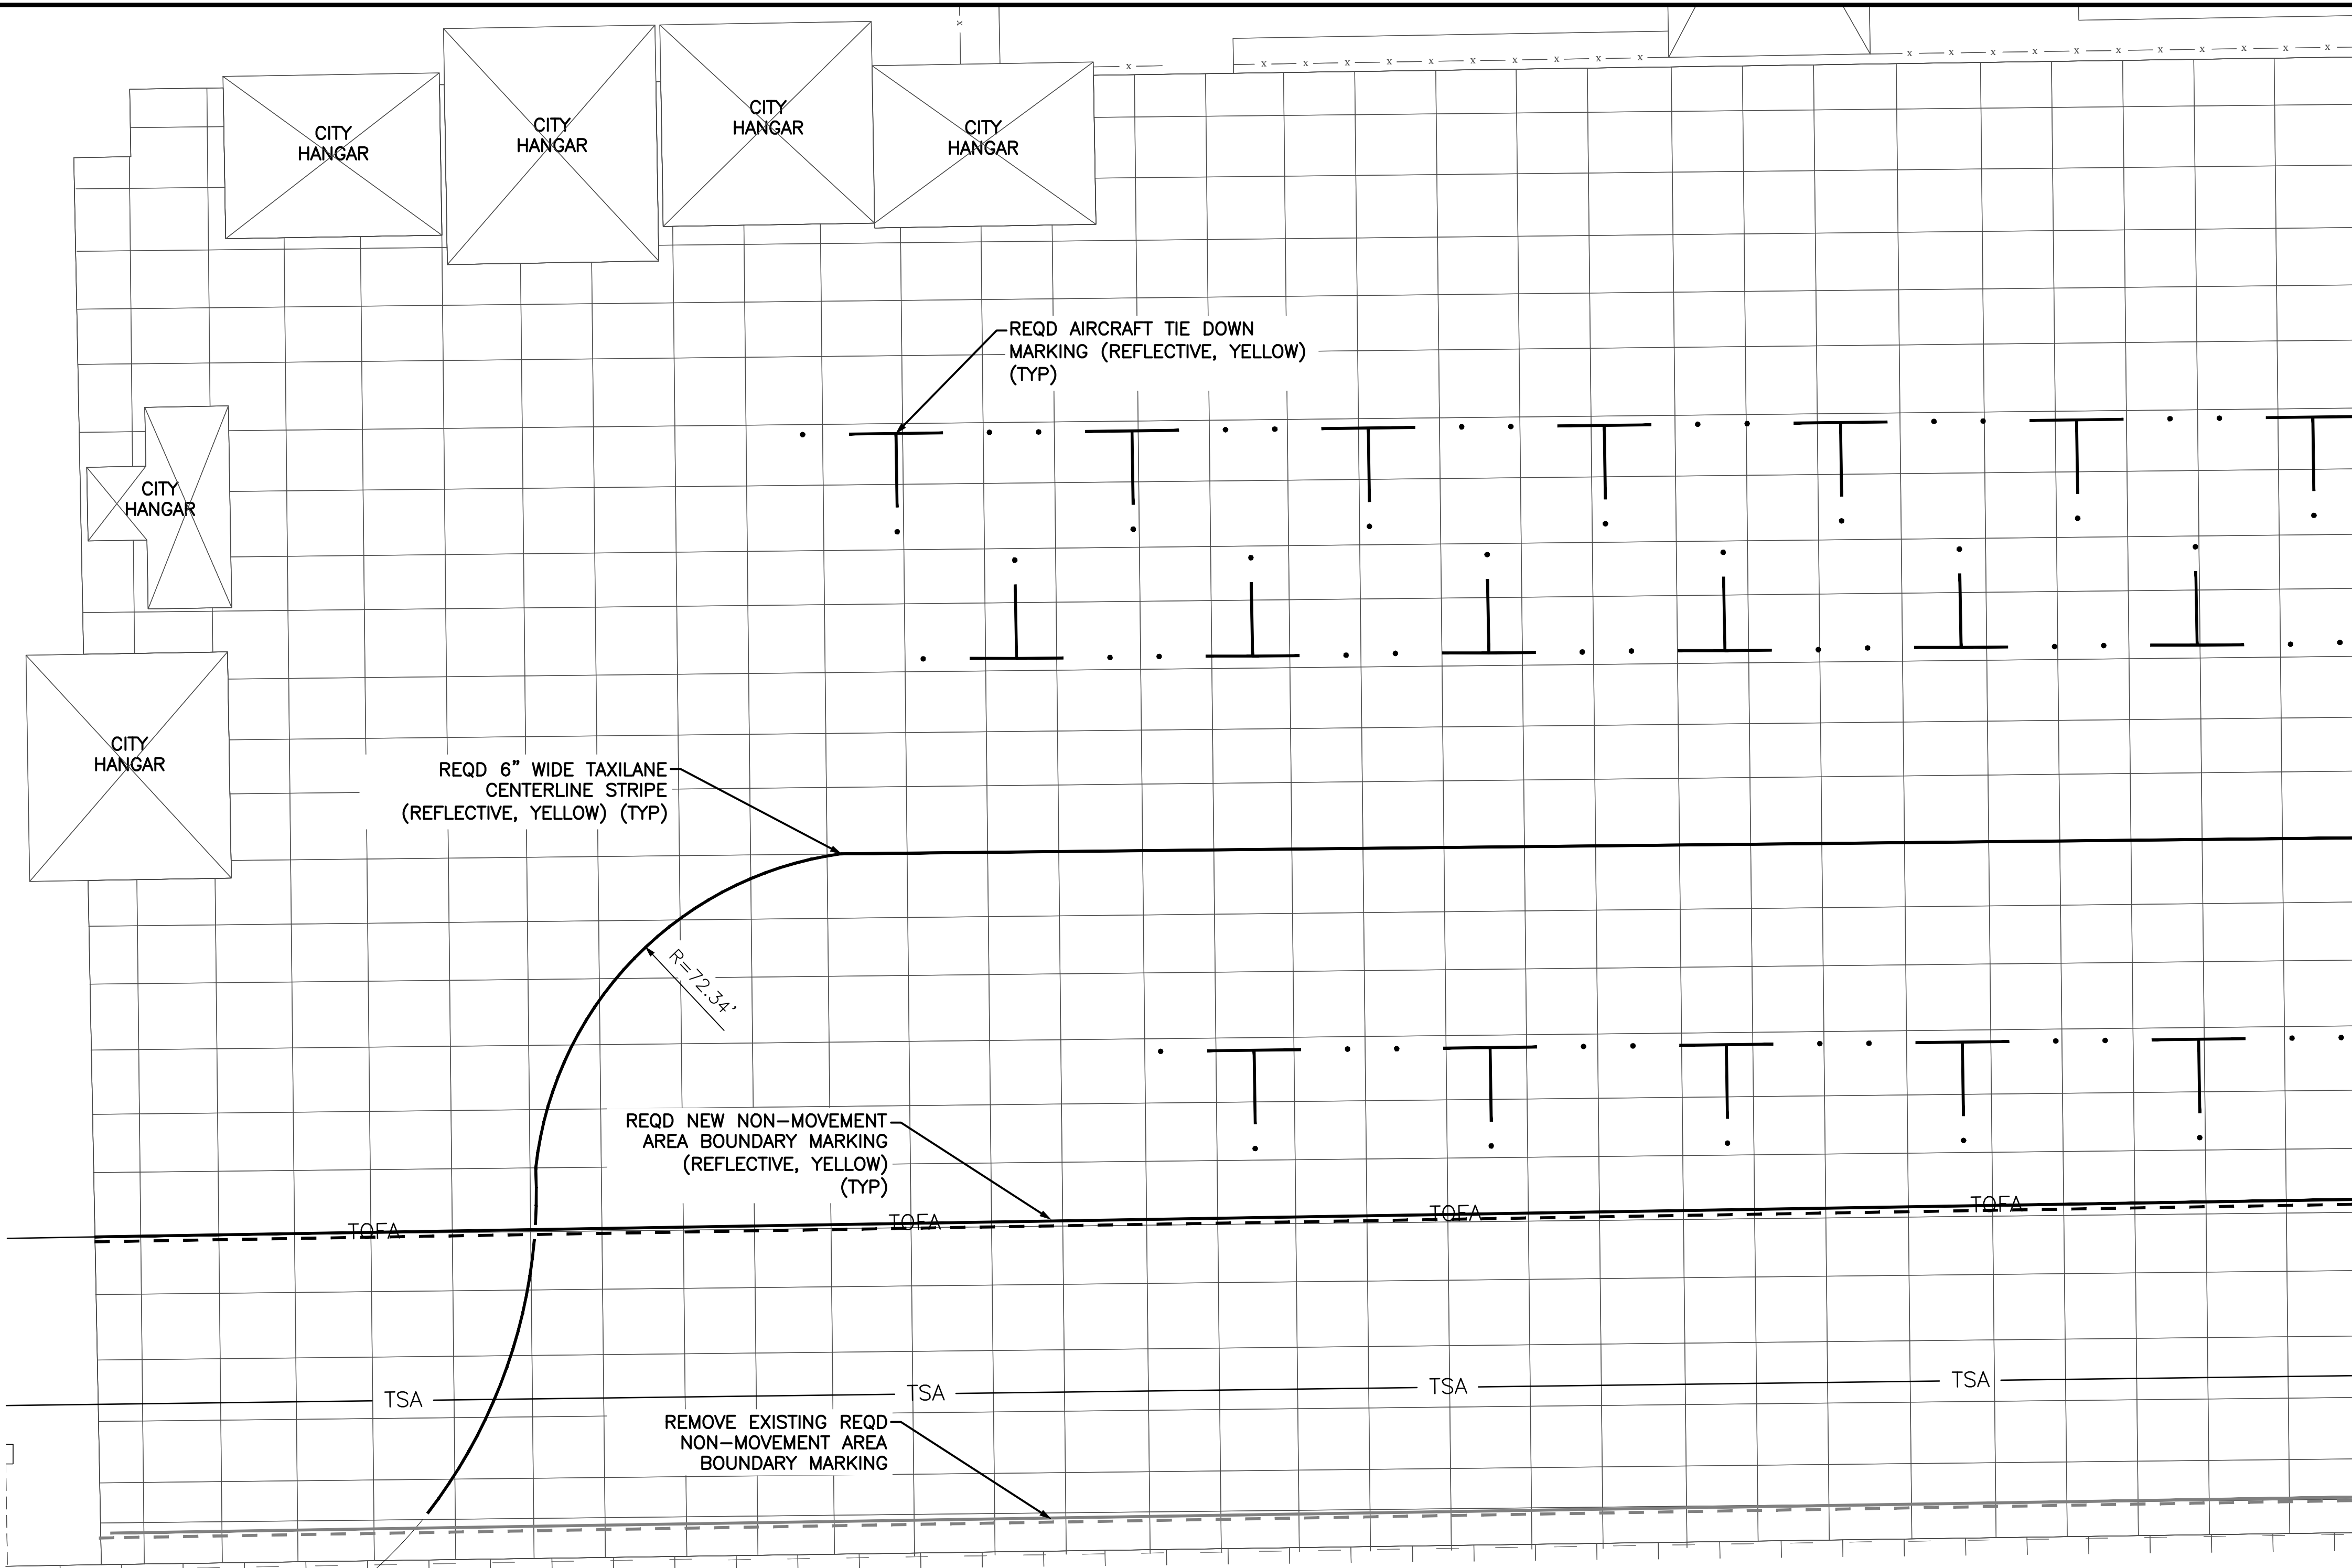 CITY
HANGAR
CITY
HANGAR
CITY
HANGAR
CITY
HANGAR
REQD AIRCRAFT TIE DOWN
MARKING (REFLECTIVE, YELLOW)
(TYP)
CITY
HANGAR
CITY
HANGAR
REQD 6" WIDE TAXILANE
CENTERLINE STRIPE
(REFLECTIVE, YELLOW) (TYP)
R=72.34'
REQD NEW NON-MOVEMENT
AREA BOUNDARY MARKING
(REFLECTIVE, YELLOW)
(TYP)
TOFA
TOFA
TOFA
TOFA
TSA
TSA
TSA
TSA
REMOVE EXISTING REQD
NON-MOVEMENT AREA
BOUNDARY MARKING